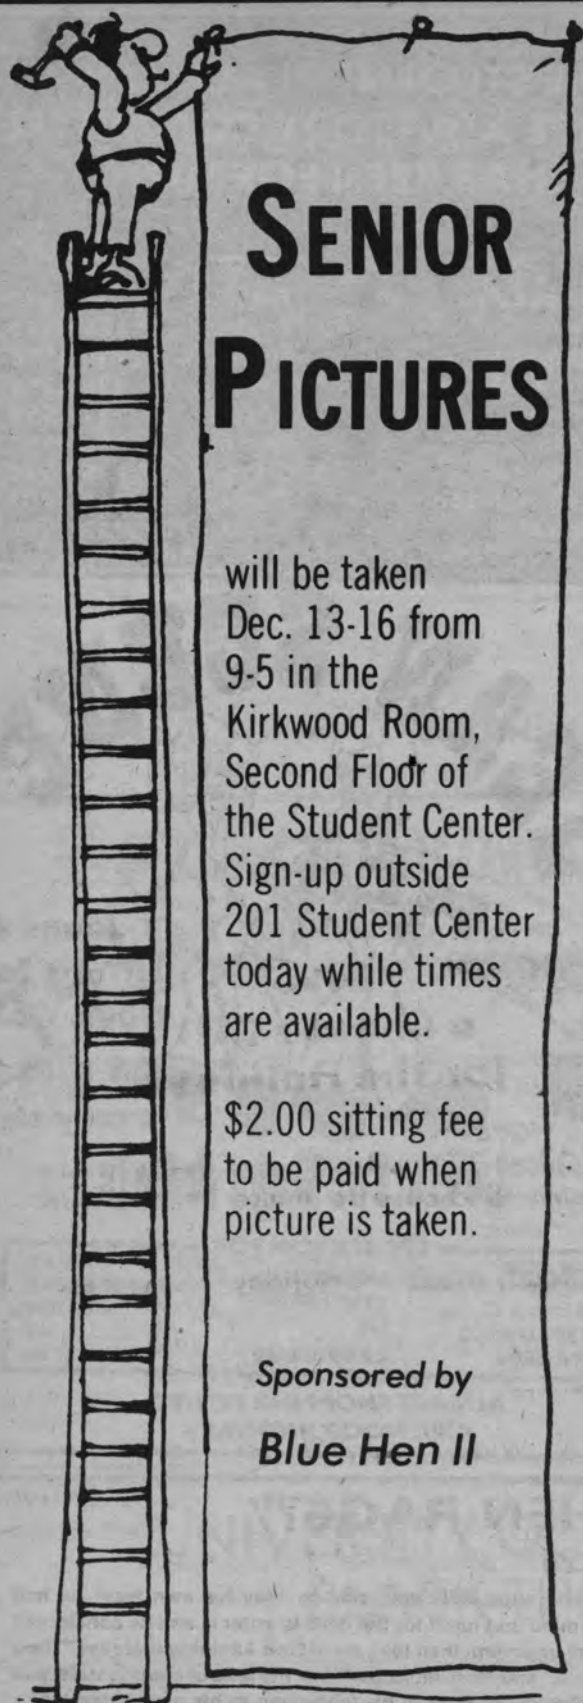 SENIOR
PICTURES
will be taken
Dec. 13-16 from
9-5 in the
Kirkwood Room,
Second Floor of
the Student Center.
Sign-up outside
201 Student Center
today while times
are available.
$2.00 sitting fee
to be paid when
picture is taken.
Sponsored by
Blue Hen II